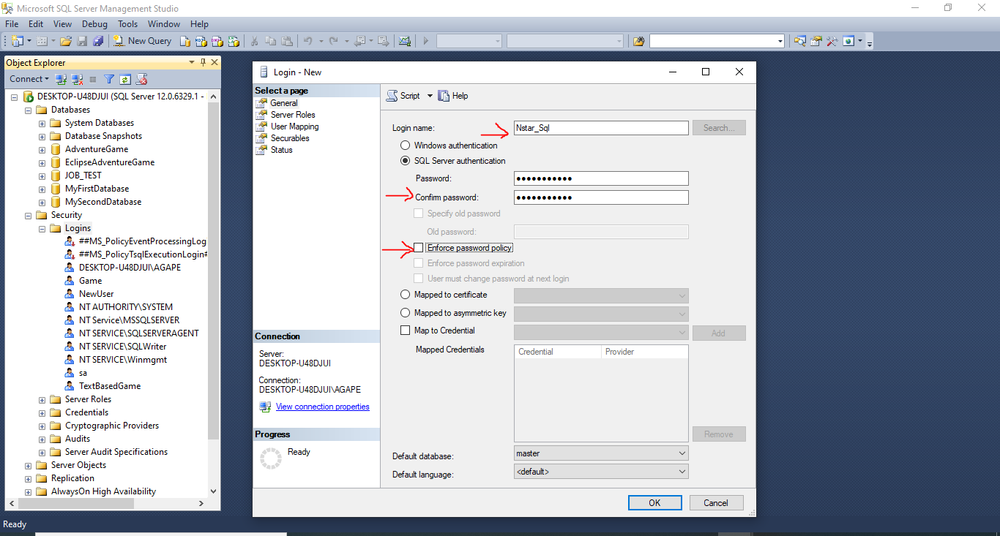 Microsoft SQL Server Management Studio
File Edit View Debug Tools Window Help
New Query
Object Explorer
Connect
DESKTOP-U48DJUI (SQL Server 12.0.6329.1 -
Databases
System Databases
Database Snapshots
AdventureGame
EclipseAdventureGame
JOB_TEST
MyFirstDatabase
MySecondDatabase
Security
Logins
##MS_PolicyEventProcessingLog
##MS_PolicyTsqlExecutionLogin#
DESKTOP-U48DJUI\AGAPE
Game
NewUser
NT AUTHORITY\SYSTEM
NT Service\MSSQLSERVER
NT SERVICE\SQLSERVERAGENT
NT SERVICE\SQLWriter
NT SERVICE\Winmgmt
sa
TextBasedGame
Server Roles
Credentials
Cryptographic Providers
Audits
Server Audit Specifications
Server Objects
Replication
AlwaysOn High Availability
Login - New
Select a page
General
Server Roles
User Mapping
Securables
Status
Connection
Server:
DESKTOP-U48DJUI
Connection:
DESKTOP-U48DJUI\AGAPE
View connection properties
Progress
Ready
Script Help
Login name: Nstar_Sql Search...
Windows authentication
SQL Server authentication
Password: ●●●●●●●●●●●
Confirm password: ●●●●●●●●●●●
Specify old password
Old password:
Enforce password policy
Enforce password expiration
User must change password at next login
Mapped to certificate
Mapped to asymmetric key
Map to Credential Add
Mapped Credentials Credential Provider
Remove
Default database: master
Default language: <default>
OK Cancel
Ready